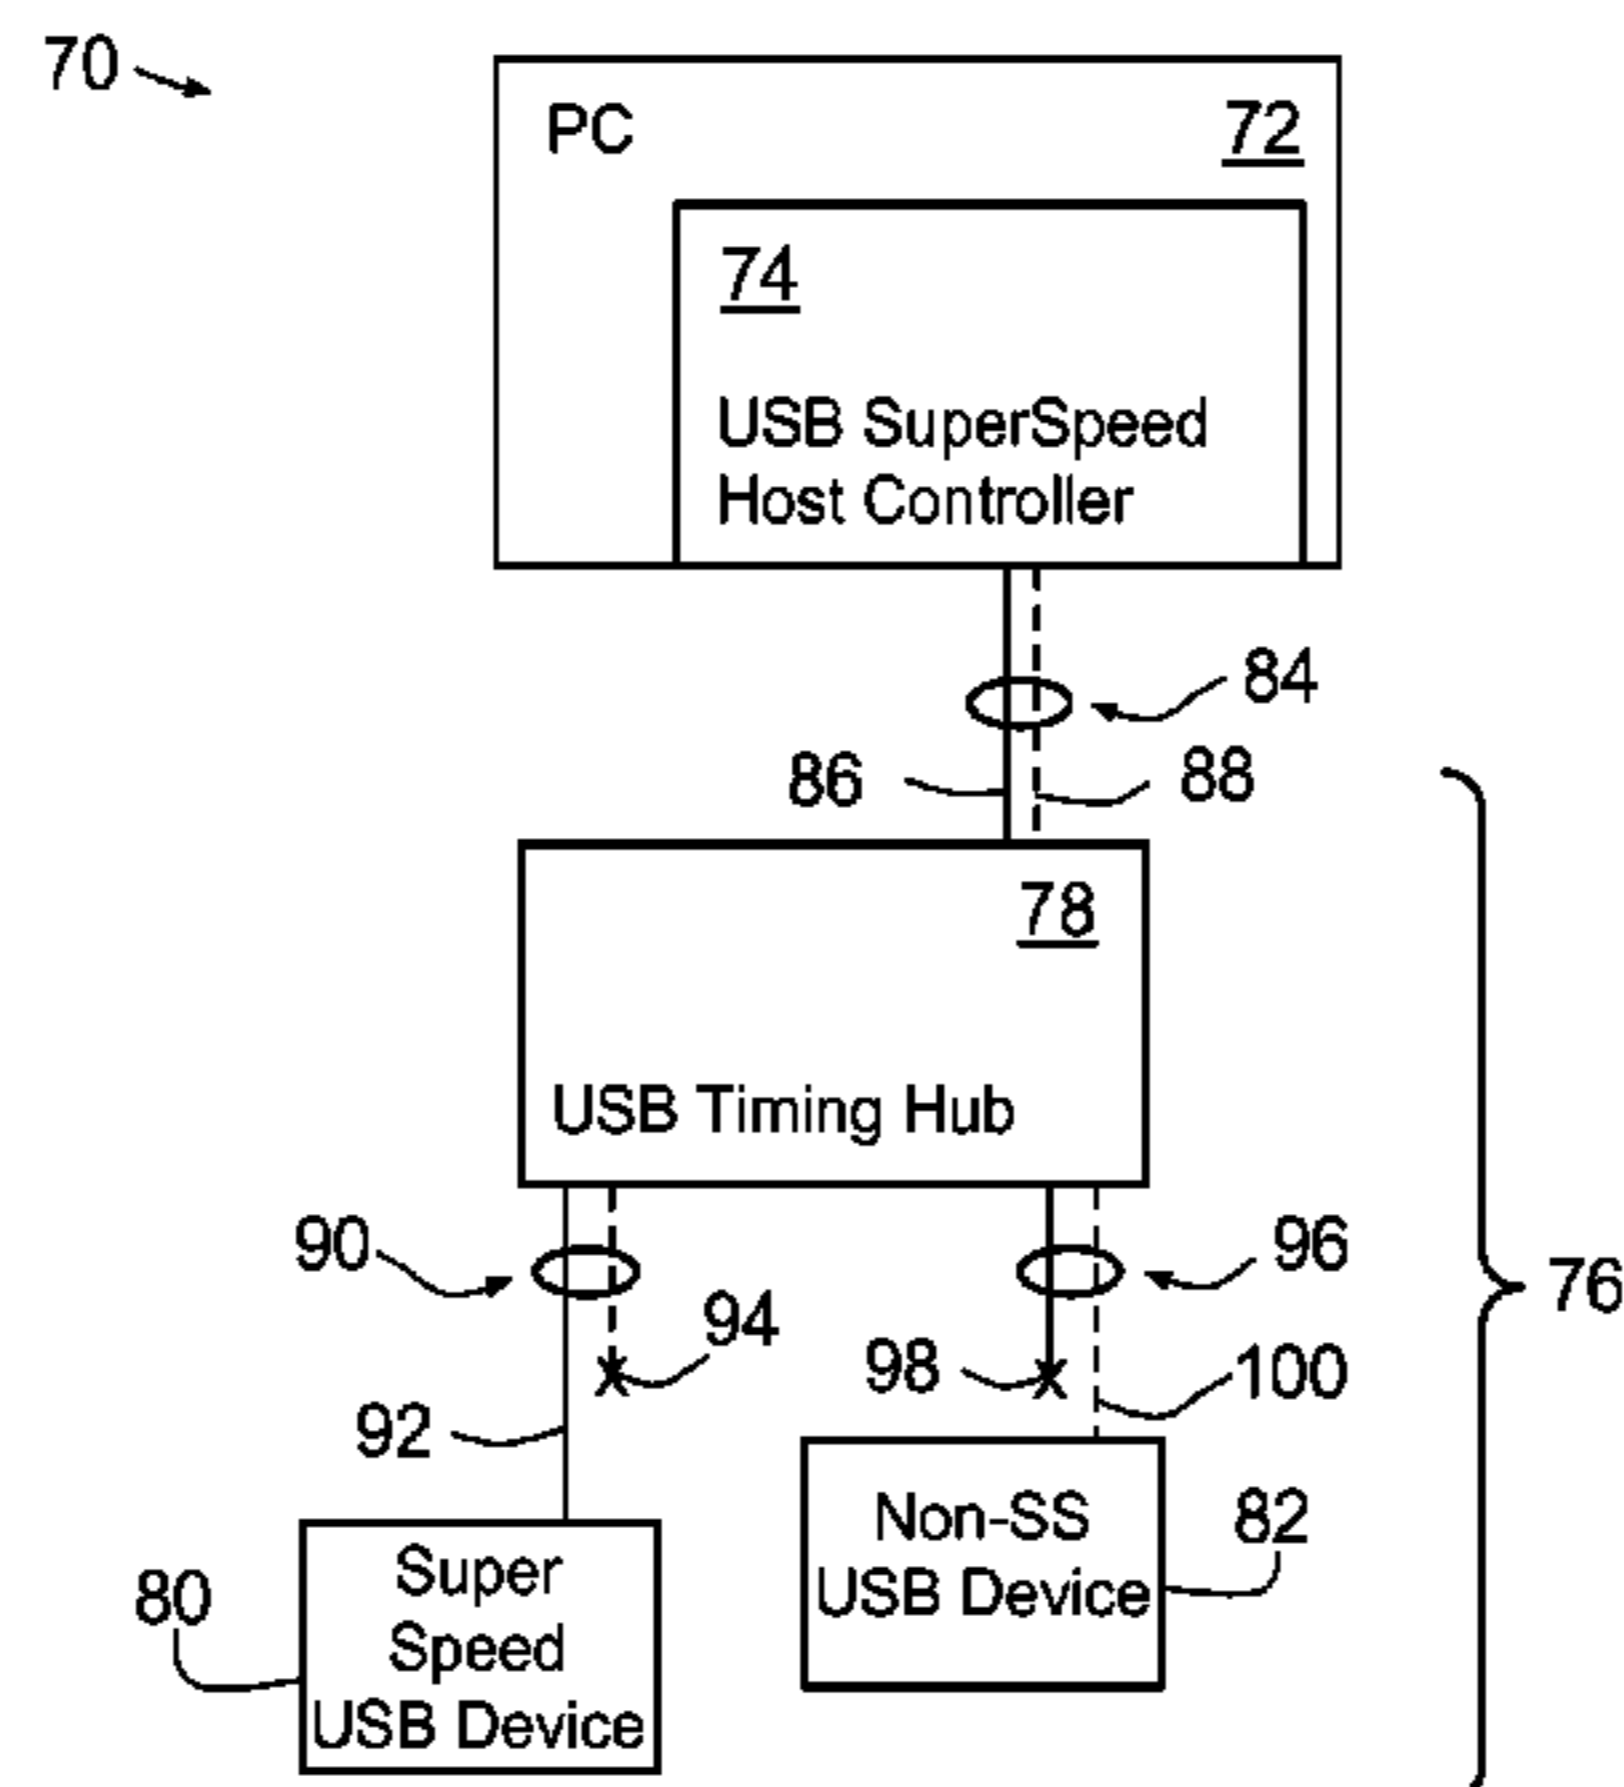 70
PC
72
74
USB SuperSpeed
Host Controller
84
86
88
78
USB Timing Hub
90
94
96
98
100
76
92
Super
Speed
USB Device
80
Non-SS
USB Device
82